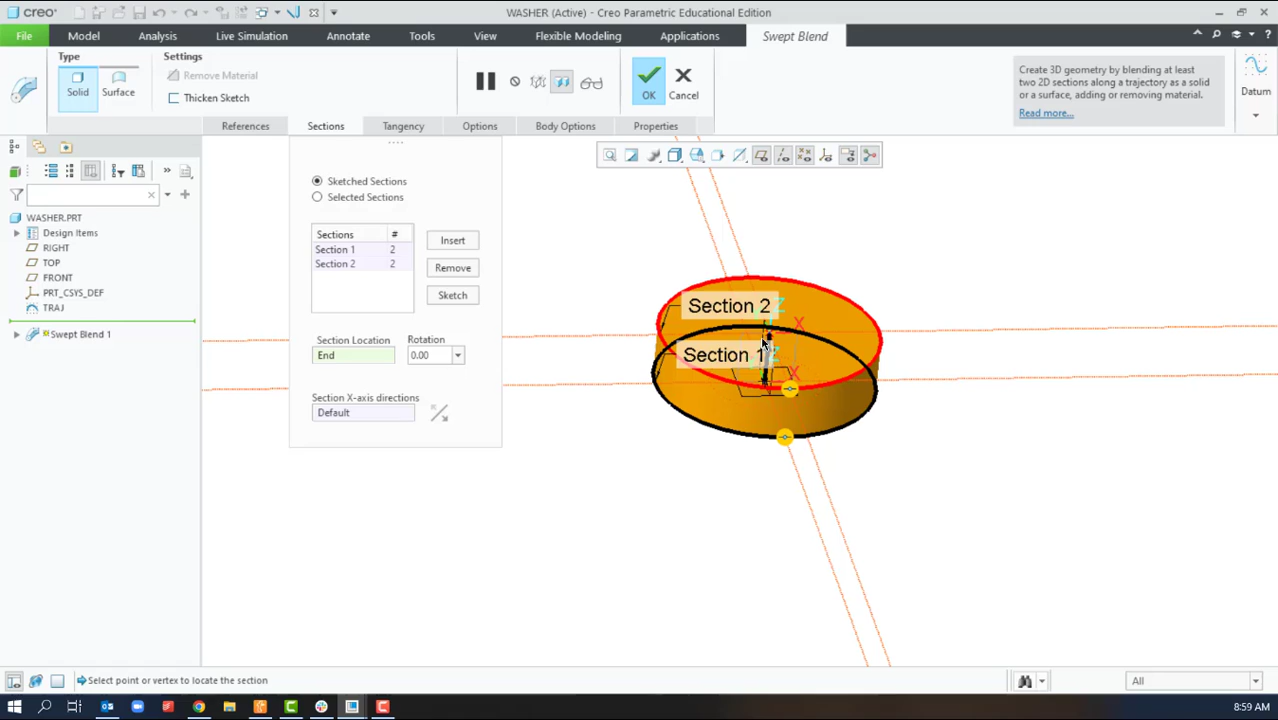 creo
WASHER (Active) - Creo Parametric Educational Edition
File Model Analysis Live Simulation Annotate Tools View Flexible Modeling Applications Swept Blend
Type Settings
Solid Surface Remove Material
Thicken Sketch
OK Cancel
Create 3D geometry by blending at least
two 2D sections along a trajectory as a solid
or a surface, adding or removing material.
Read more...
Datum
References Sections Tangency Options Body Options Properties
Sketched Sections
Selected Sections
Sections #
Section 1 2
Section 2 2
Insert
Remove
Sketch
Section Location Rotation
End 0.00
Section X-axis directions
Default
WASHER.PRT
Design Items
RIGHT
TOP
FRONT
PRT_CSYS_DEF
TRAJ
Swept Blend 1
Section 2
Z
X
Section 1
Z
X
Select point or vertex to locate the section
All
8:59 AM